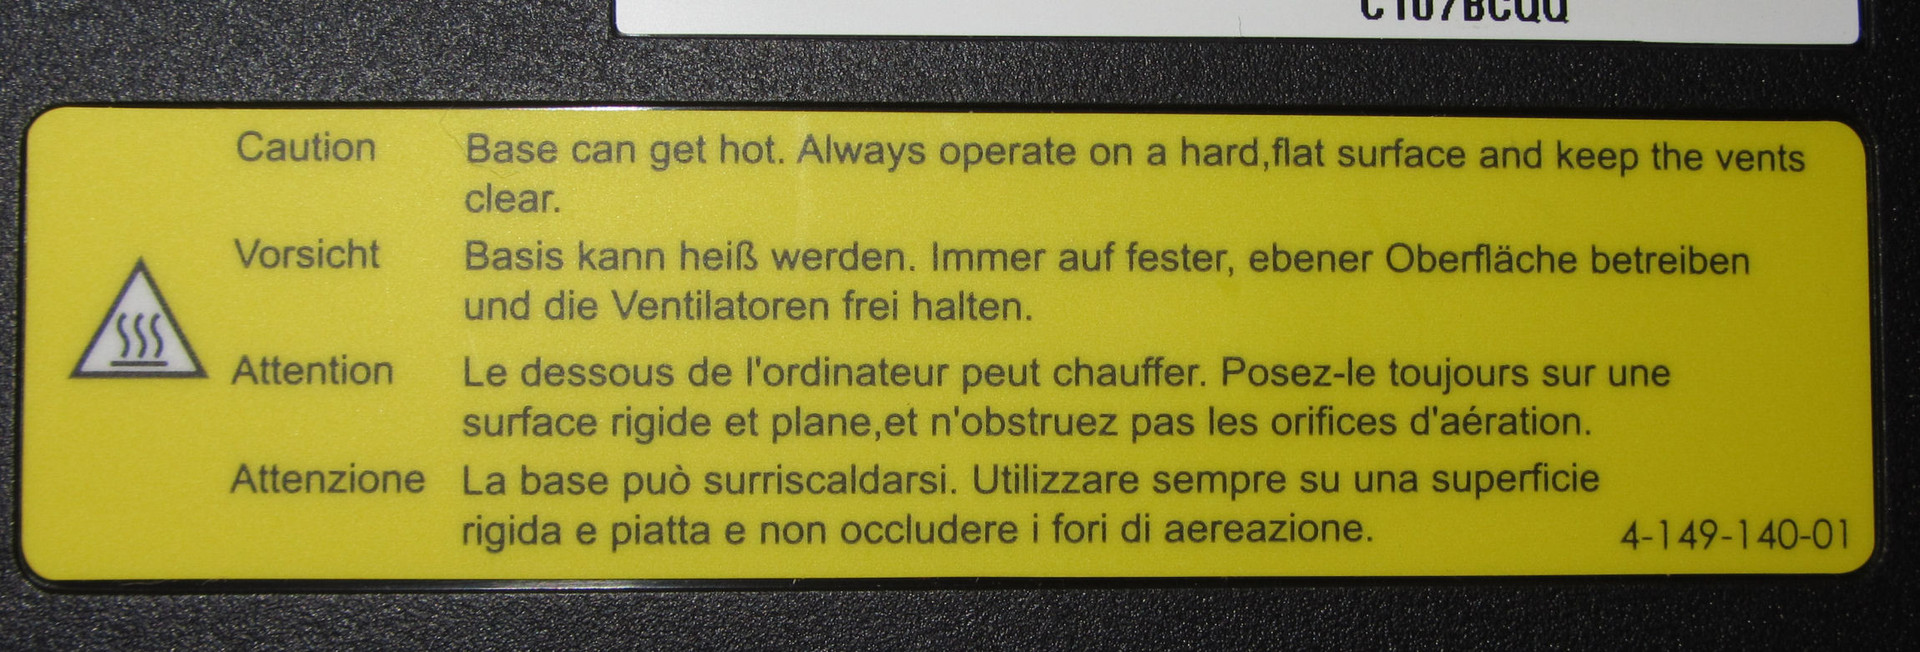 Caution Base can get hot. Always operate on a hard,flat surface and keep the vents
clear.
Vorsicht Basis kann heiß werden. Immer auf fester, ebener Oberfläche betreiben
und die Ventilatoren frei halten.
Attention Le dessous de l'ordinateur peut chauffer. Posez-le toujours sur une
surface rigide et plane,et n'obstruez pas les orifices d'aération.
Attenzione La base può surriscaldarsi. Utilizzare sempre su una superficie
rigida e piatta e non occludere i fori di aereazione.
4-149-140-01